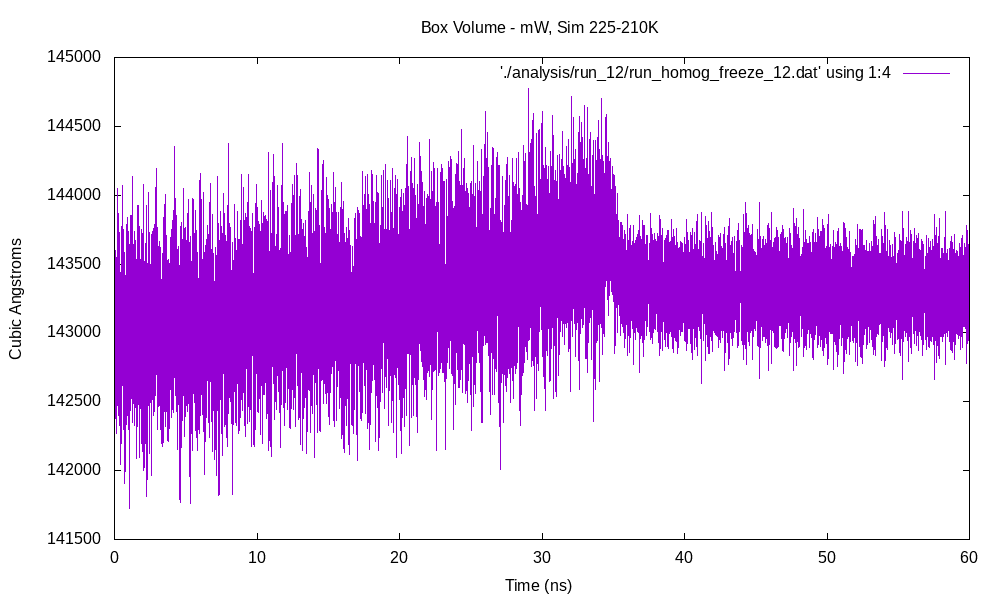 Box Volume - mW, Sim 225-210K
'./analysis/run_12/run_homog_freeze_12.dat' using 1:4
145000
144500
144000
143500
143000
142500
142000
141500
Cubic Angstroms
0 10 20 30 40 50 60
Time (ns)